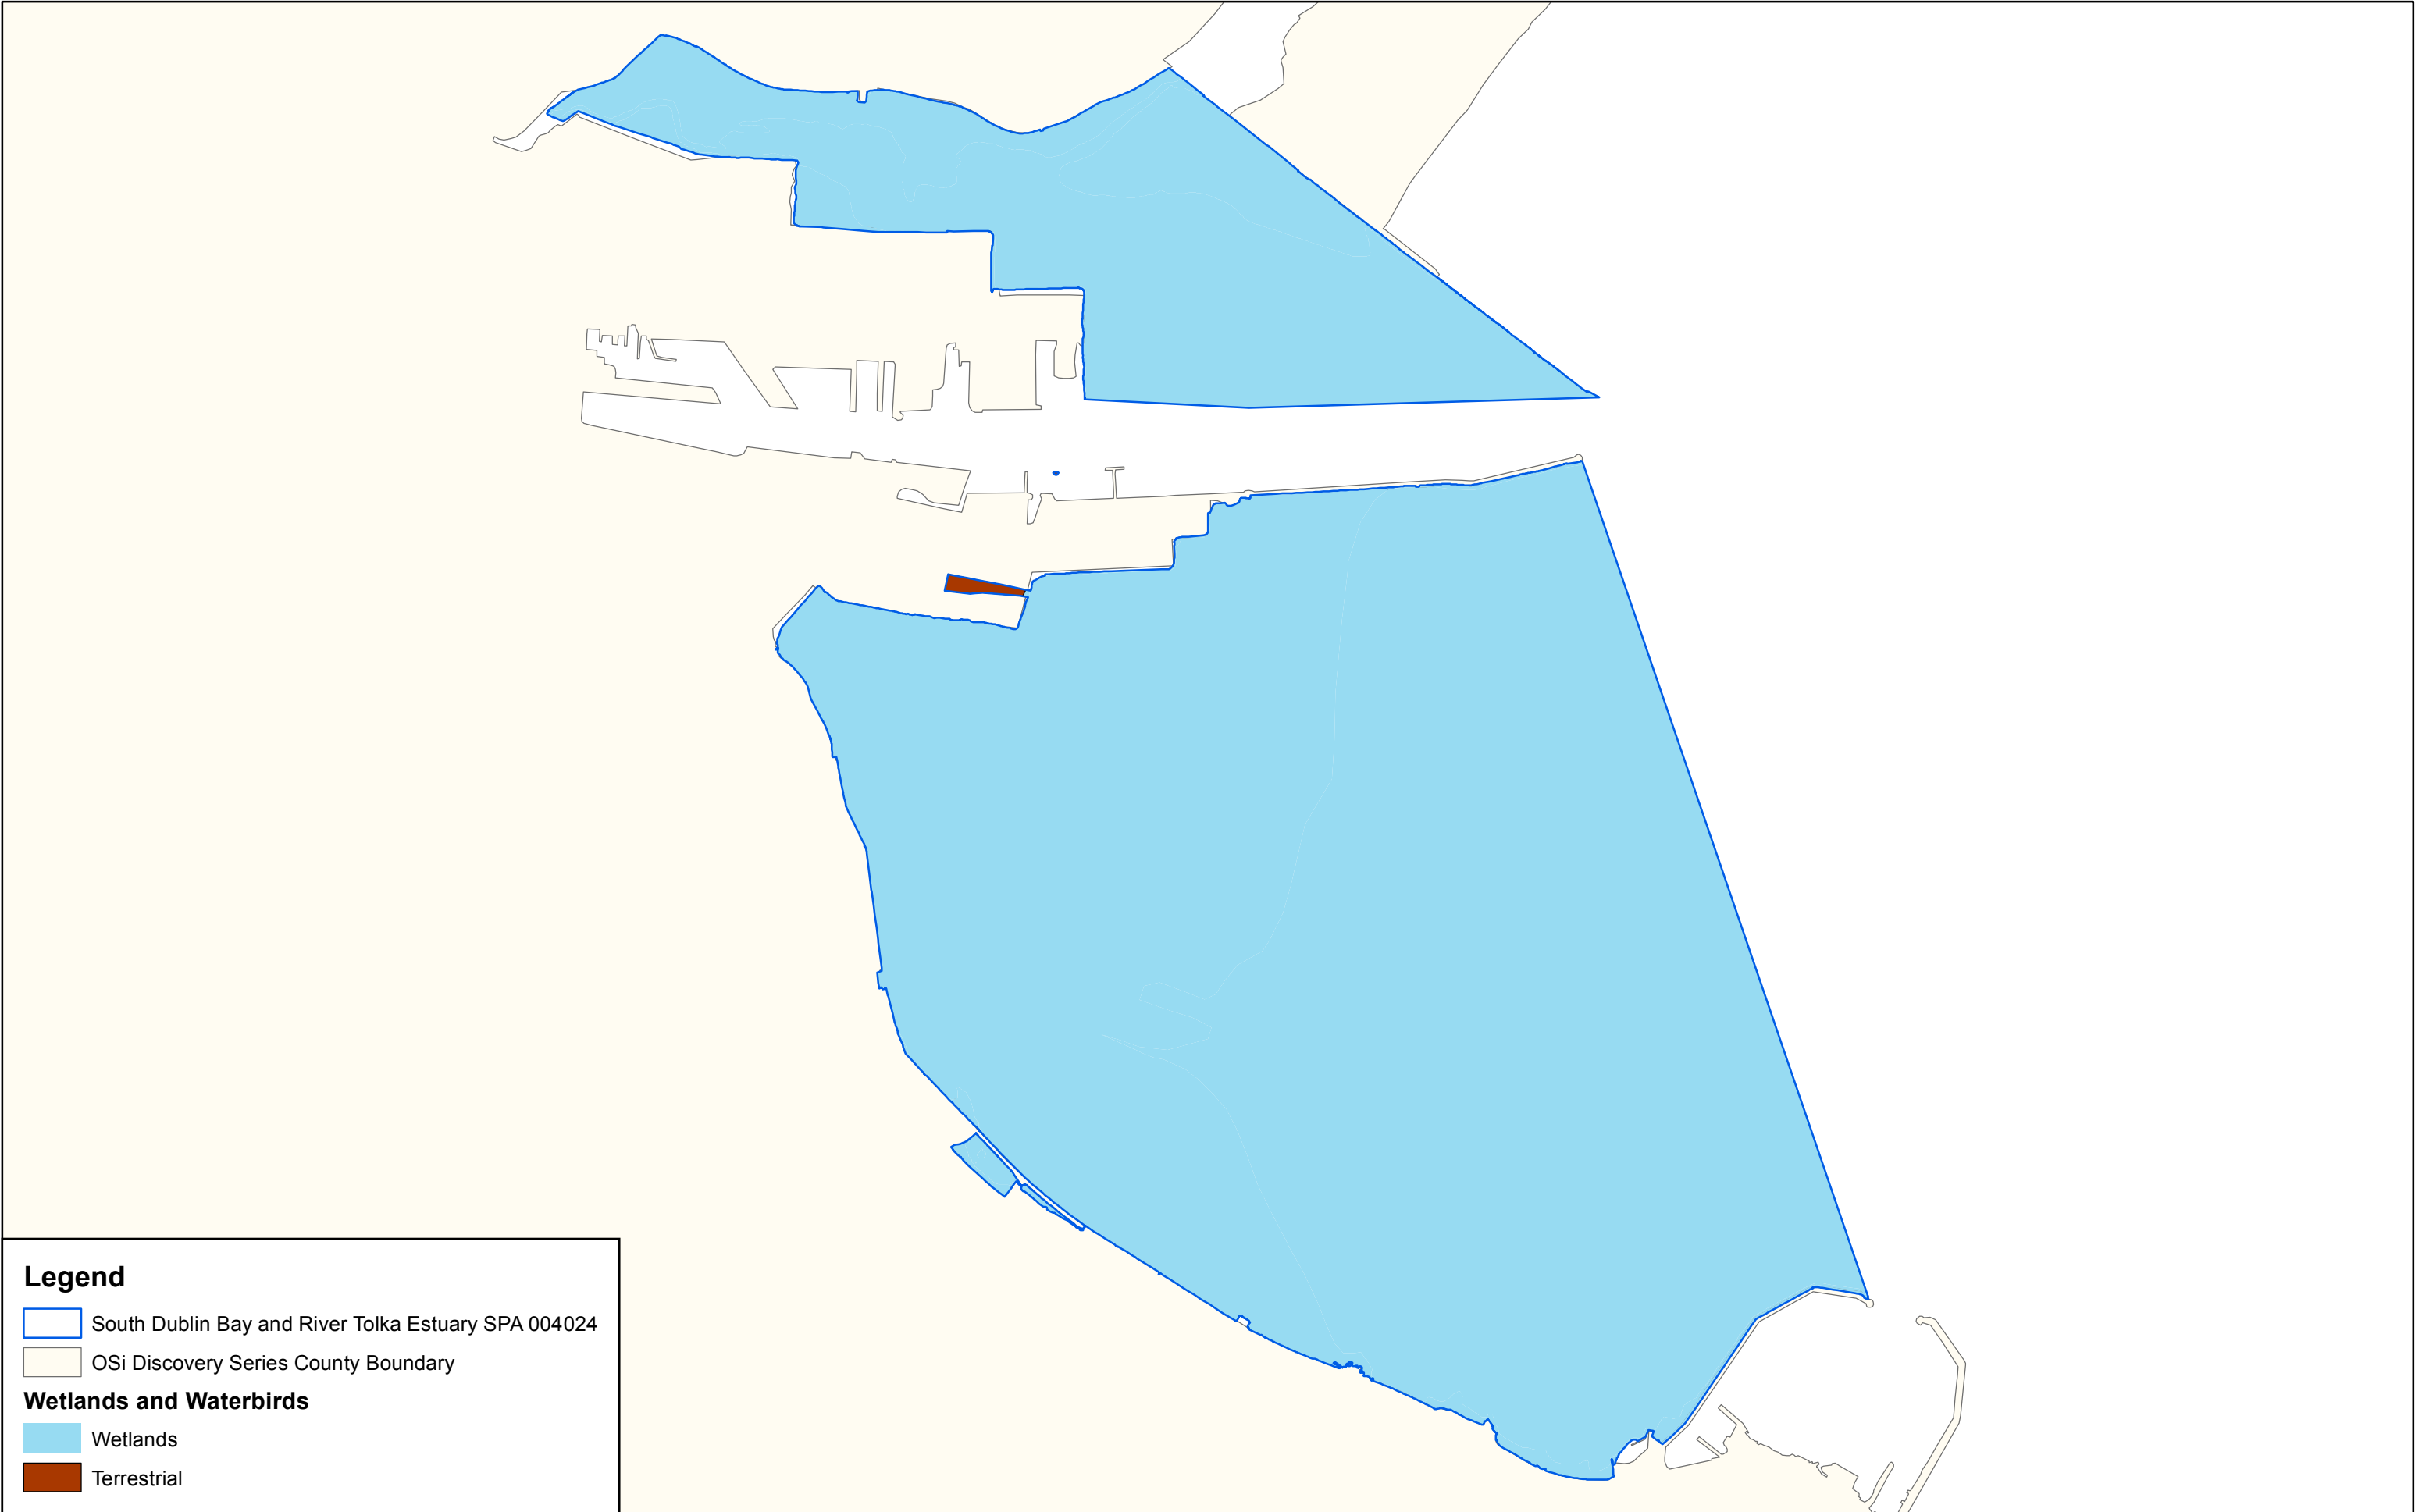 Legend
South Dublin Bay and River Tolka Estuary SPA 004024
OSi Discovery Series County Boundary
Wetlands and Waterbirds
Wetlands
Terrestrial